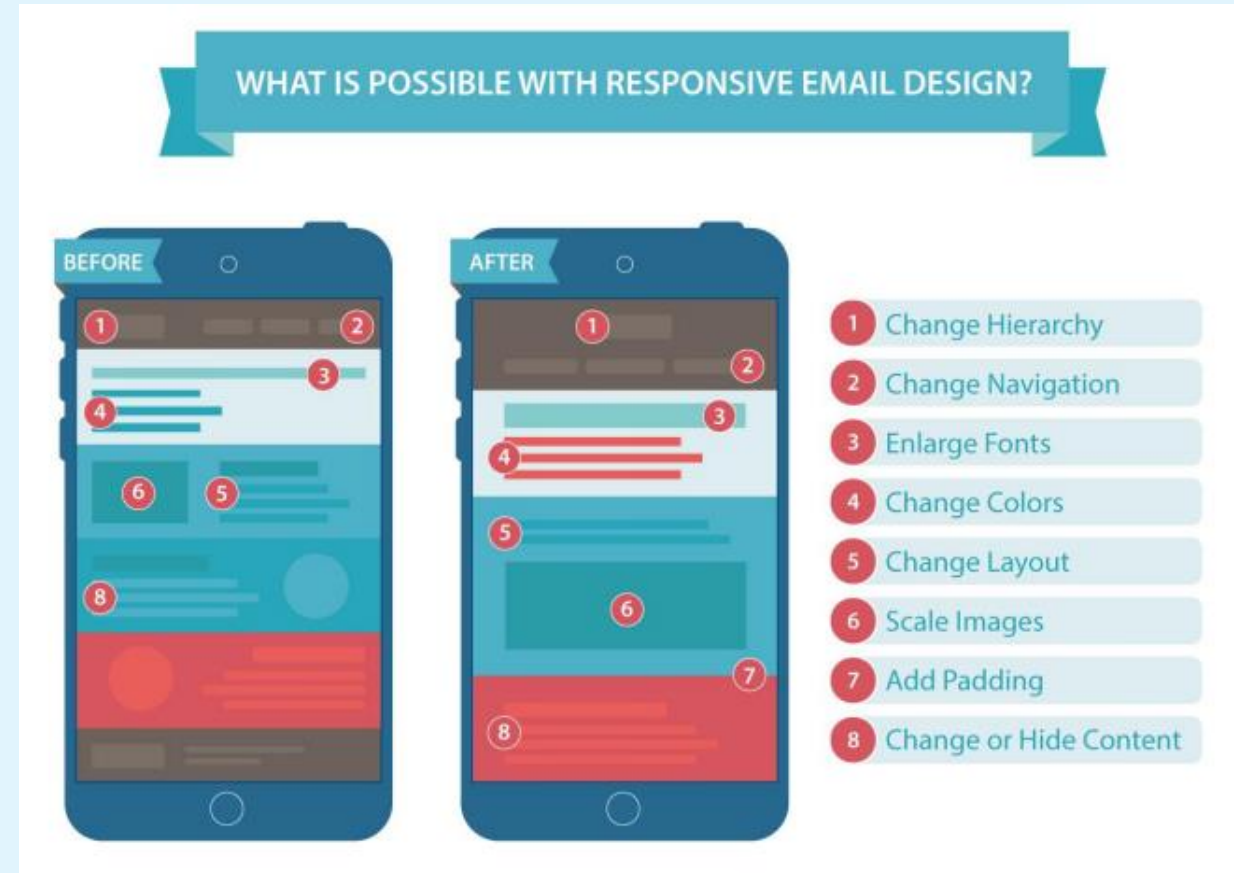 WHAT IS POSSIBLE WITH RESPONSIVE EMAIL DESIGN?
BEFORE
1
2
3
4
6
5
8
AFTER
1
2
3
4
5
6
7
8
1 Change Hierarchy
2 Change Navigation
3 Enlarge Fonts
4 Change Colors
5 Change Layout
6 Scale Images
7 Add Padding
8 Change or Hide Content